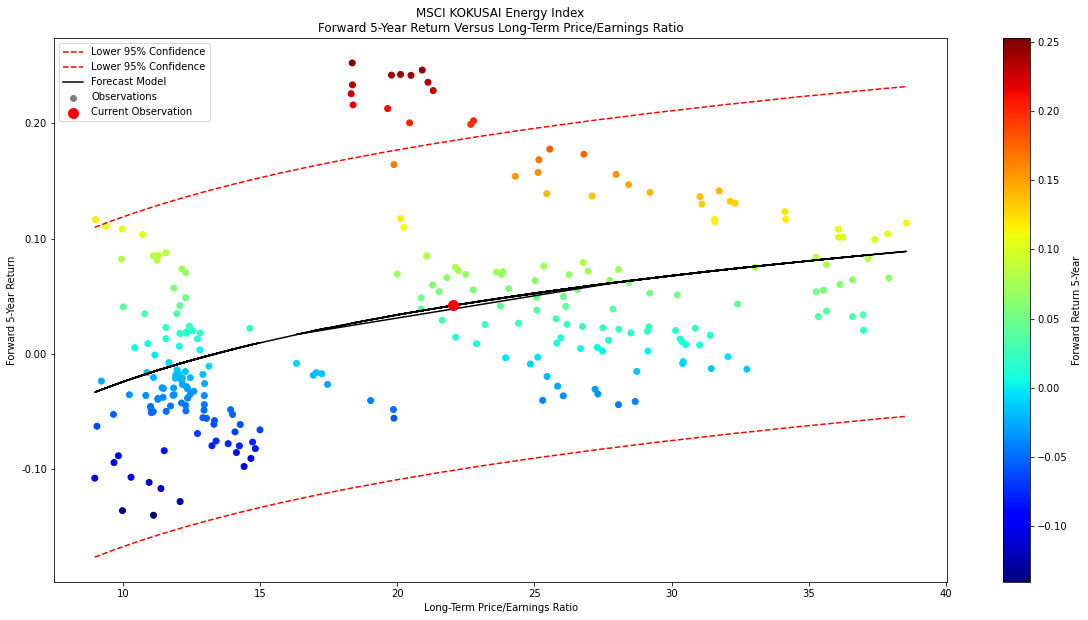 MSCI KOKUSAI Energy Index
Forward 5-Year Return Versus Long-Term Price/Earnings Ratio
Lower 95% Confidence
Lower 95% Confidence
Forecast Model
Observations
Current Observation
0.20
0.10
0.00
-0.10
Forward 5-Year Return
10 15 20 25 30 35 40
Long-Term Price/Earnings Ratio
0.25
0.20
0.15
0.10
0.05
0.00
−0.05
−0.10
Forward Return 5-Year